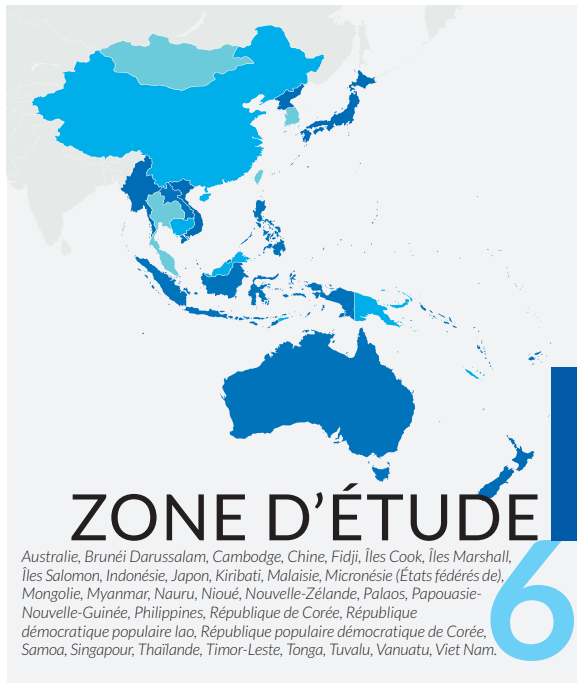 ZONE D’ÉTUDE
6
Australie, Brunéi Darussalam, Cambodge, Chine, Fidji, Îles Cook, Îles Marshall,
Îles Salomon, Indonésie, Japon, Kiribati, Malaisie, Micronésie (États fédérés de),
Mongolie, Myanmar, Nauru, Nioué, Nouvelle-Zélande, Palaos, Papouasie-
Nouvelle-Guinée, Philippines, République de Corée, République
démocratique populaire lao, République populaire démocratique de Corée,
Samoa, Singapour, Thaïlande, Timor-Leste, Tonga, Tuvalu, Vanuatu, Viet Nam.